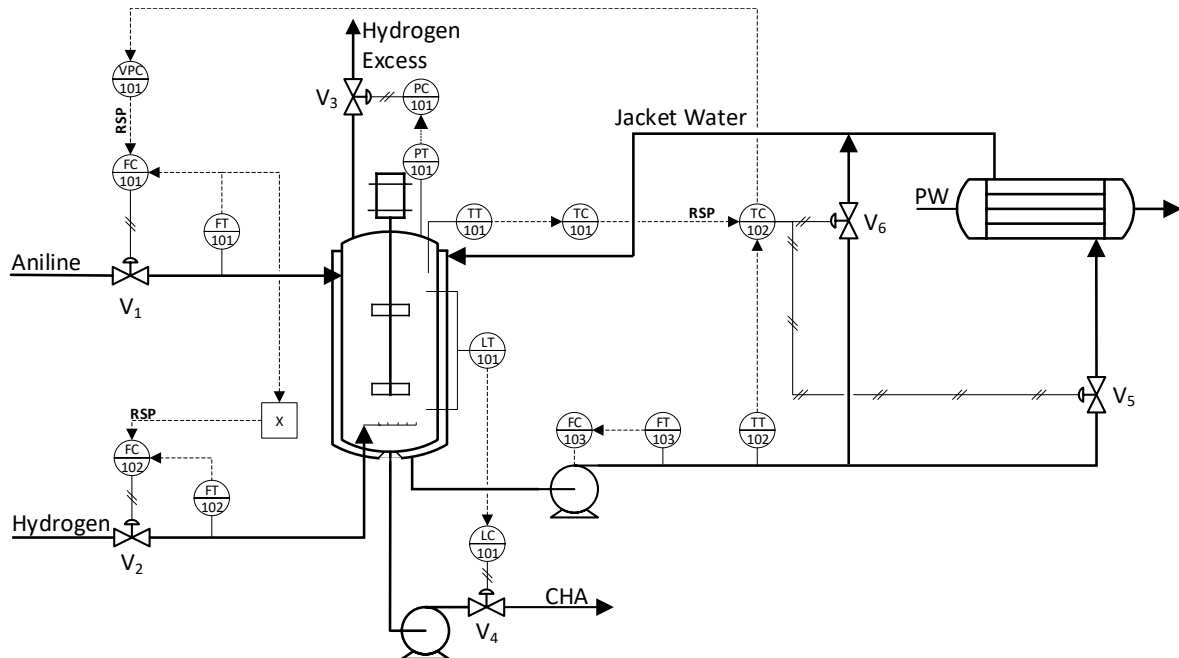 Hydrogen
Excess
VPC
101
V3
PC
101
RSP
Jacket Water
FC
101
PT
101
FT
101
TT
101
TC
101
RSP
TC
102
V6
PW
Aniline
V1
LT
101
RSP
X
FC
102
FT
102
FC
103
FT
103
TT
102
V5
Hydrogen
V2
LC
101
CHA
V4